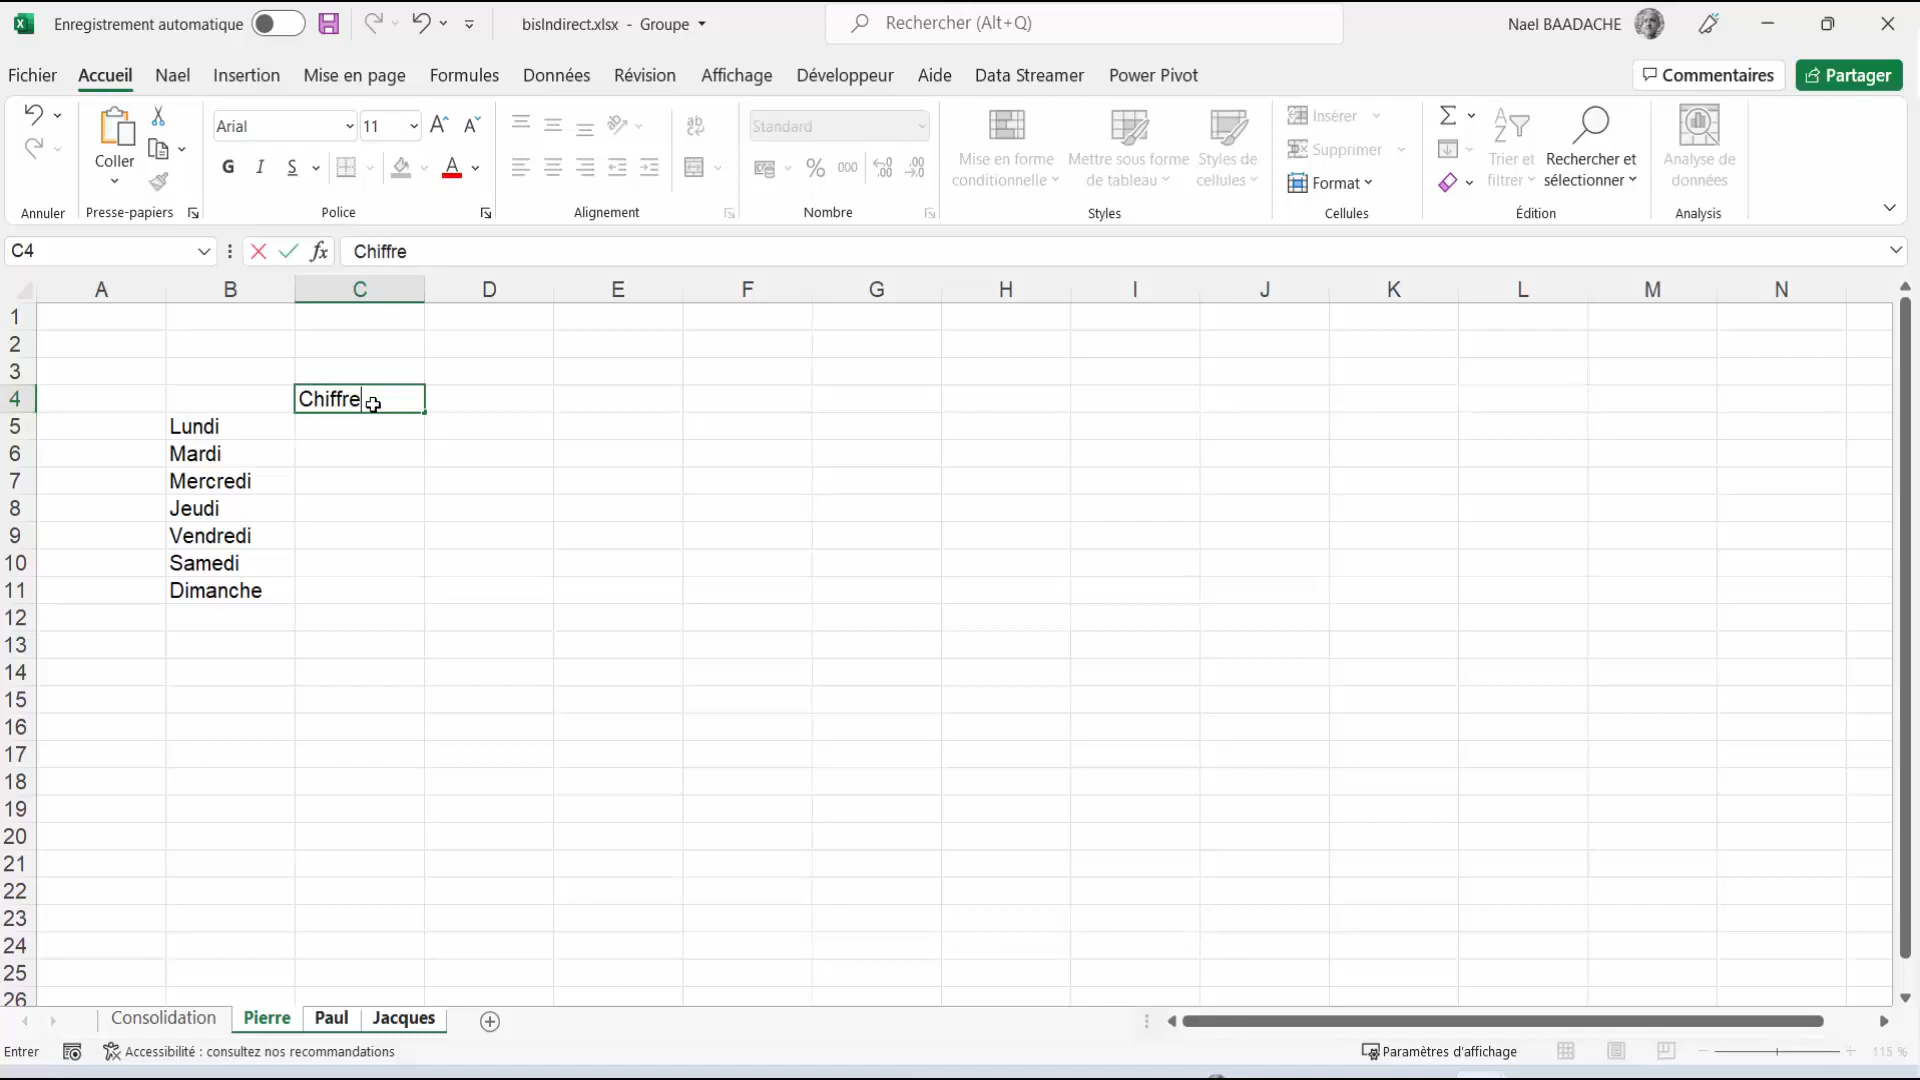 Enregistrement automatique
bisIndirect.xlsx - Groupe
Rechercher (Alt+Q)
Nael BAADACHE
Fichier Accueil Nael Insertion Mise en page Formules Données Révision Affichage Développeur Aide Data Streamer Power Pivot
Commentaires
Partager
Coller
Arial
11
G I S A
Standard
% 000
Mise en forme conditionnelle
Mettre sous forme de tableau
Styles de cellules
Insérer
Supprimer
Format
Trier et filtrer
Rechercher et sélectionner
Analyse de données
Annuler Presse-papiers Police Alignement Nombre Styles Cellules Édition Analysis
C4
fx
Chiffre
A B C D E F G H I J K L M N
1
2
3
4 Chiffre
5 Lundi
6 Mardi
7 Mercredi
8 Jeudi
9 Vendredi
10 Samedi
11 Dimanche
12
13
14
15
16
17
18
19
20
21
22
23
24
25
26
Consolidation Pierre Paul Jacques
Entrer
Accessibilité : consultez nos recommandations
Paramètres d'affichage
115 %